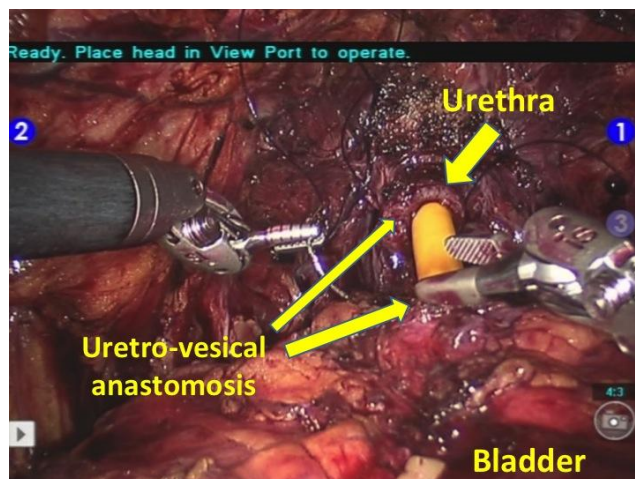 Ready. Place head in View Port to operate.
Urethra
2
1
3
Uretro-vesical
anastomosis
4:3
Bladder